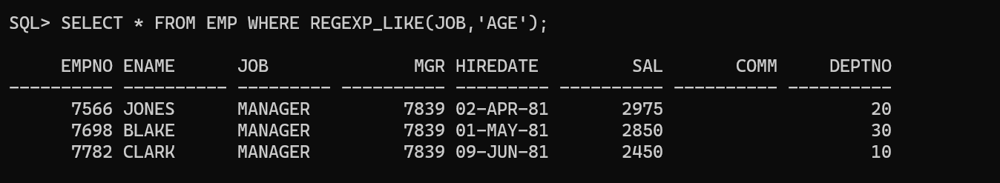 SQL> SELECT * FROM EMP WHERE REGEXP_LIKE(JOB,'AGE');
     EMPNO ENAME      JOB              MGR HIREDATE         SAL       COMM     DEPTNO
---------- ---------- --------- ---------- --------- ---------- ---------- ----------
      7566 JONES      MANAGER         7839 02-APR-81       2975                    20
      7698 BLAKE      MANAGER         7839 01-MAY-81       2850                    30
      7782 CLARK      MANAGER         7839 09-JUN-81       2450                    10